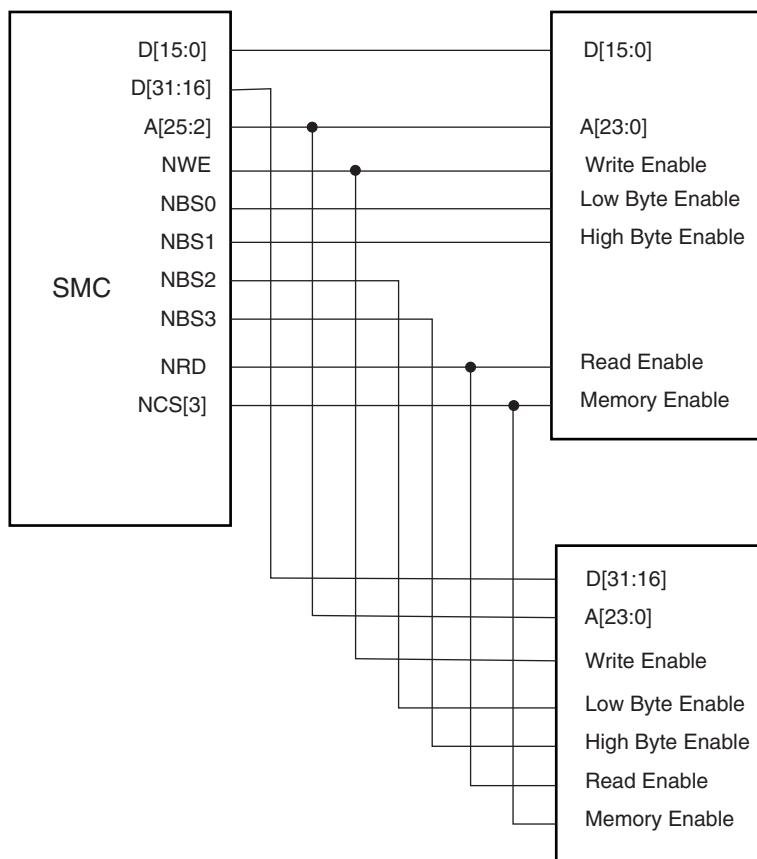 D[15:0]
D[31:16]
A[25:2]
NWE
NBS0
NBS1
NBS2
NBS3
NRD
NCS[3]
SMC
D[15:0]
A[23:0]
Write Enable
Low Byte Enable
High Byte Enable
Read Enable
Memory Enable
D[31:16]
A[23:0]
Write Enable
Low Byte Enable
High Byte Enable
Read Enable
Memory Enable